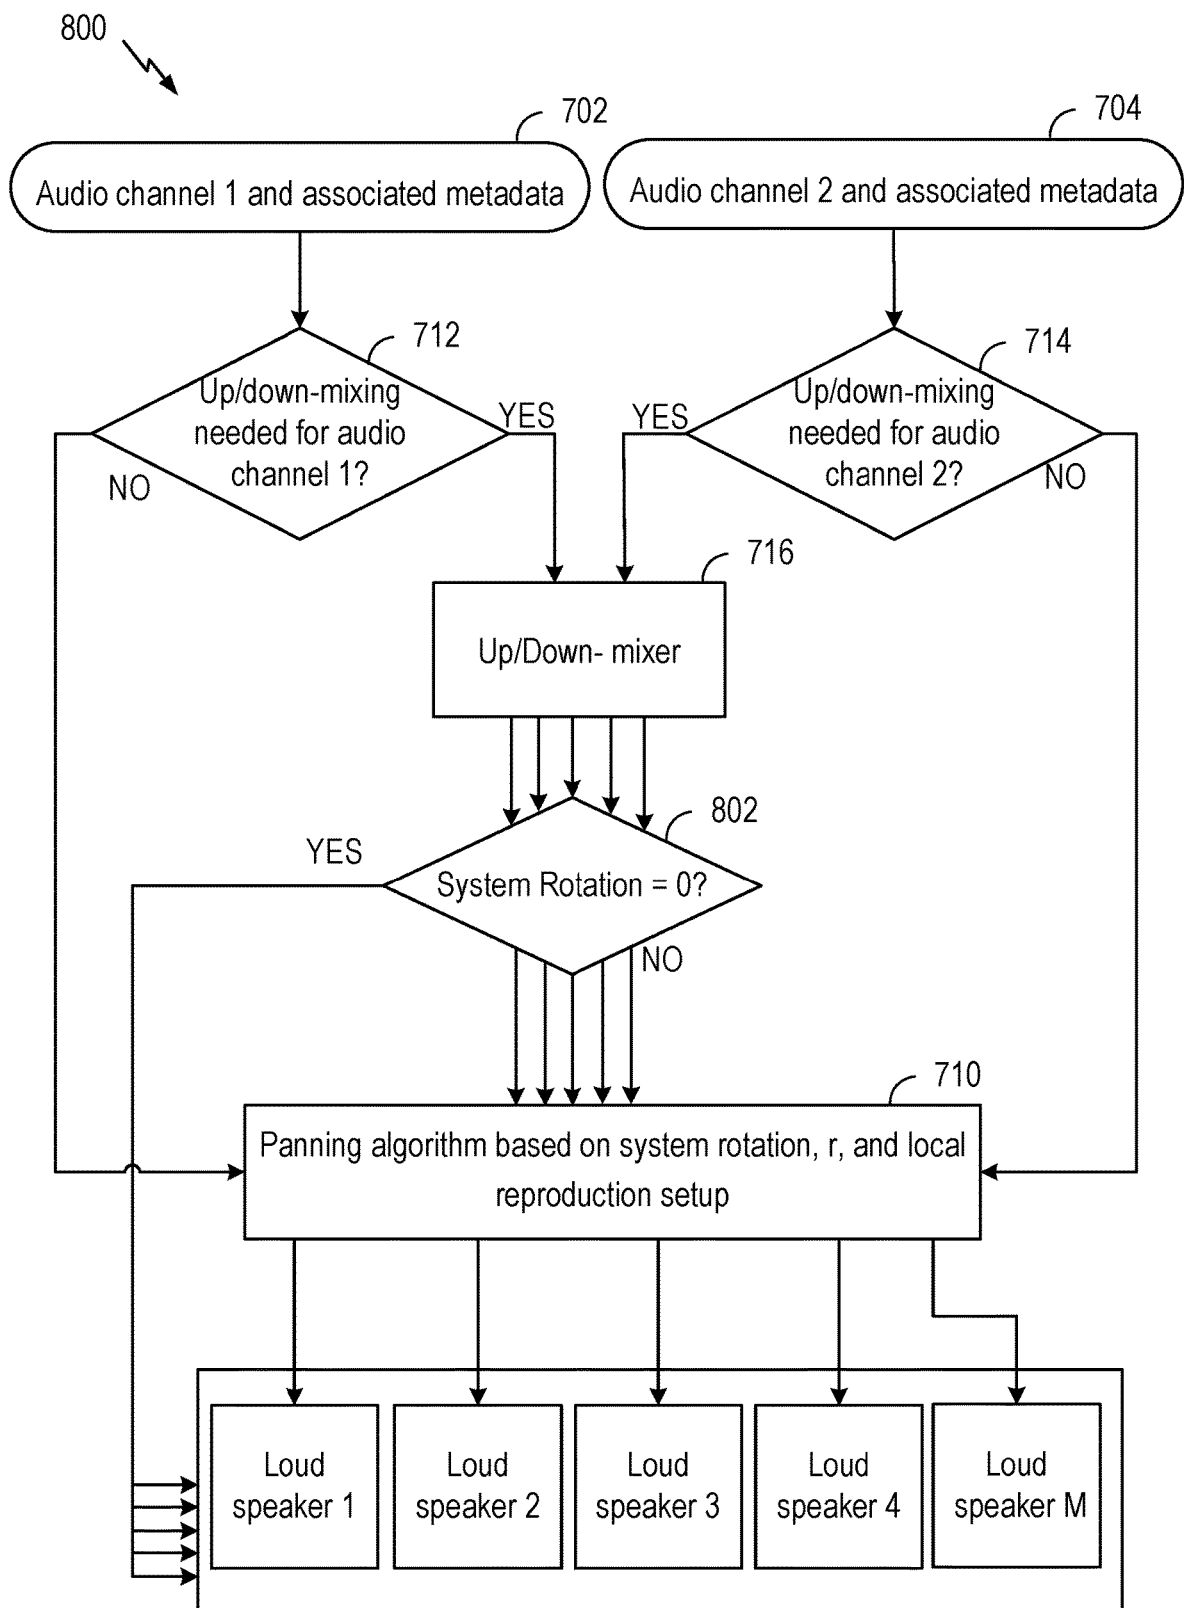 800
702
704
Audio channel 1 and associated metadata
Audio channel 2 and associated metadata
712
714
Up/down-mixing
needed for audio
channel 1?
YES
NO
Up/down-mixing
needed for audio
channel 2?
YES
NO
716
Up/Down- mixer
802
YES
System Rotation = 0?
NO
710
Panning algorithm based on system rotation, r, and local
reproduction setup
Loud
speaker 1
Loud
speaker 2
Loud
speaker 3
Loud
speaker 4
Loud
speaker M